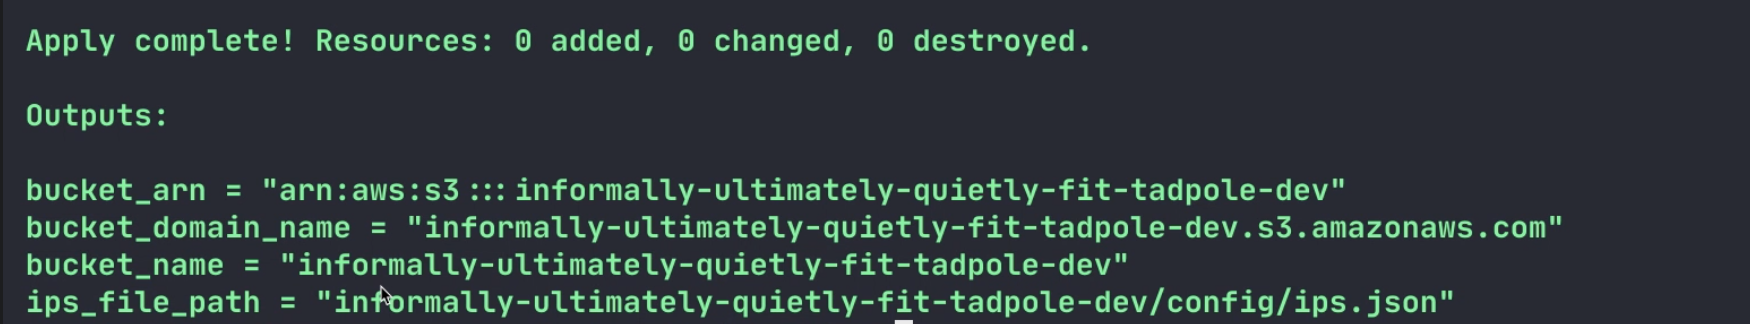 Apply complete! Resources: 0 added, 0 changed, 0 destroyed.
Outputs:
bucket_arn = "arn:aws:s3:::informally-ultimately-quietly-fit-tadpole-dev"
bucket_domain_name = "informally-ultimately-quietly-fit-tadpole-dev.s3.amazonaws.com"
bucket_name = "informally-ultimately-quietly-fit-tadpole-dev"
ips_file_path = "informally-ultimately-quietly-fit-tadpole-dev/config/ips.json"